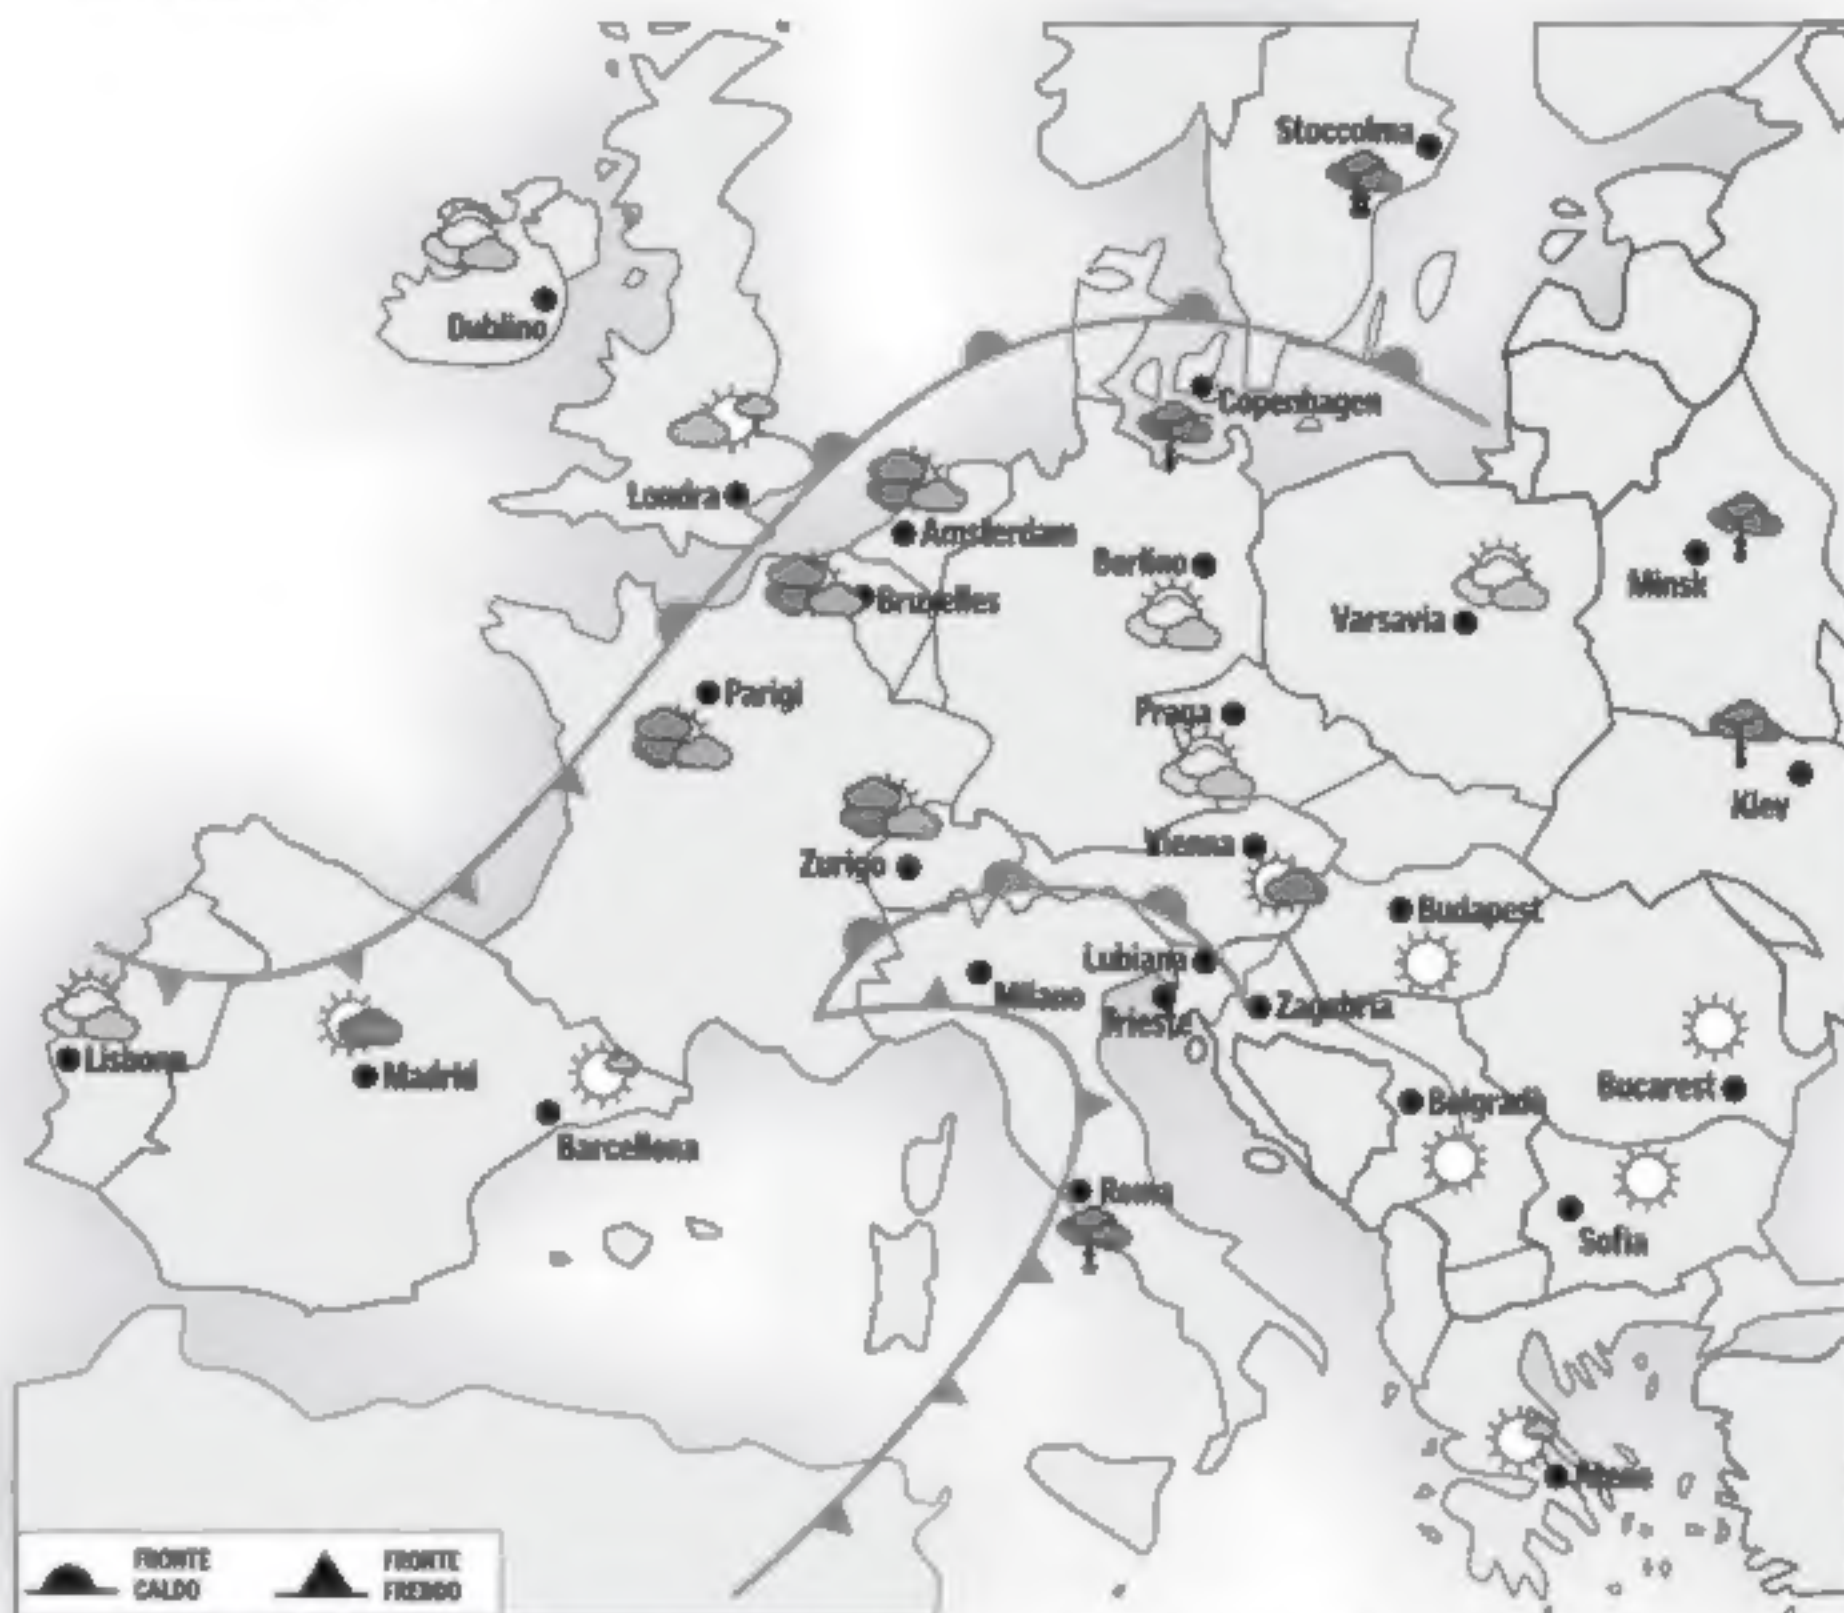 Stoccolma
Dublino
Copenhagen
Londra
Amsterdam
Berlino
Minsk
Bruxelles
Varsavia
Parigi
Praga
Kiev
Vienna
Zurigo
Budapest
Lubiana
Milano
Trieste
Zagabria
Lisbona
Madrid
Bucarest
Belgrado
Barcellona
Roma
Sofia
Atene
FRONTE
CALDO
FRONTE
FREDDO